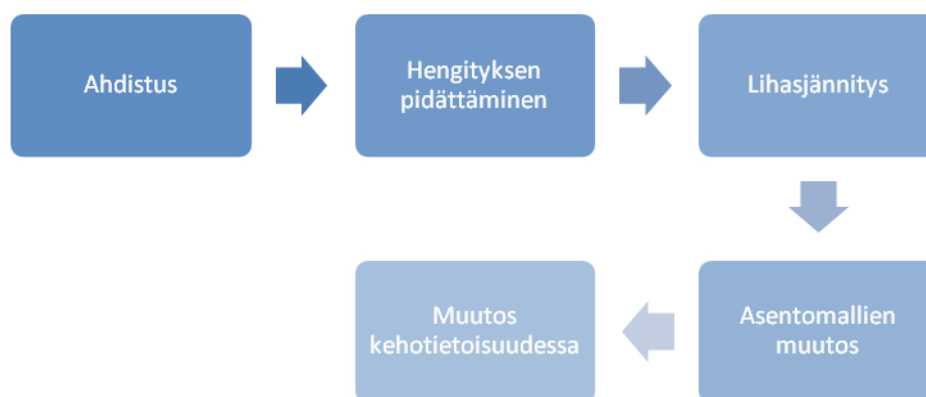 Ahdistus
Hengityksen
pidättäminen
Lihasjännitys
Asentomallien
muutos
Muutos
kehotietoisuudessa